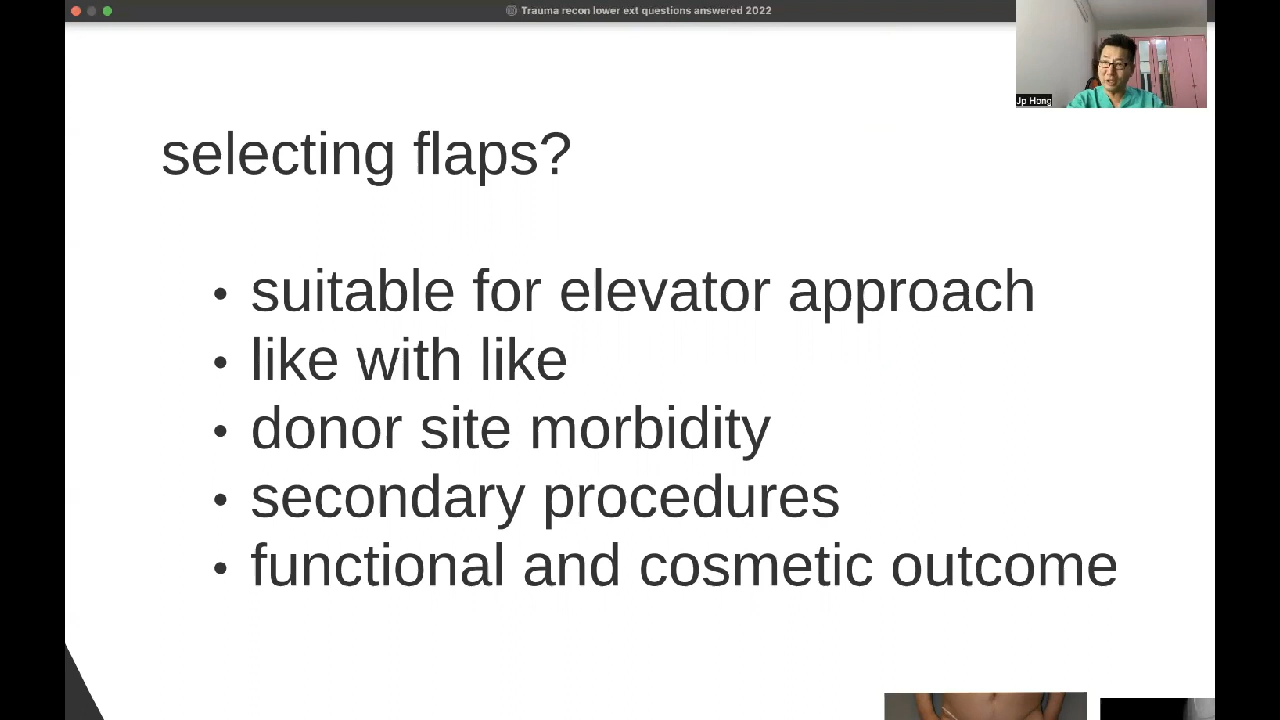 Trauma recon lower ext questions answered 2022
Jp Hong
selecting flaps?
• suitable for elevator approach
• like with like
• donor site morbidity
• secondary procedures
• functional and cosmetic outcome